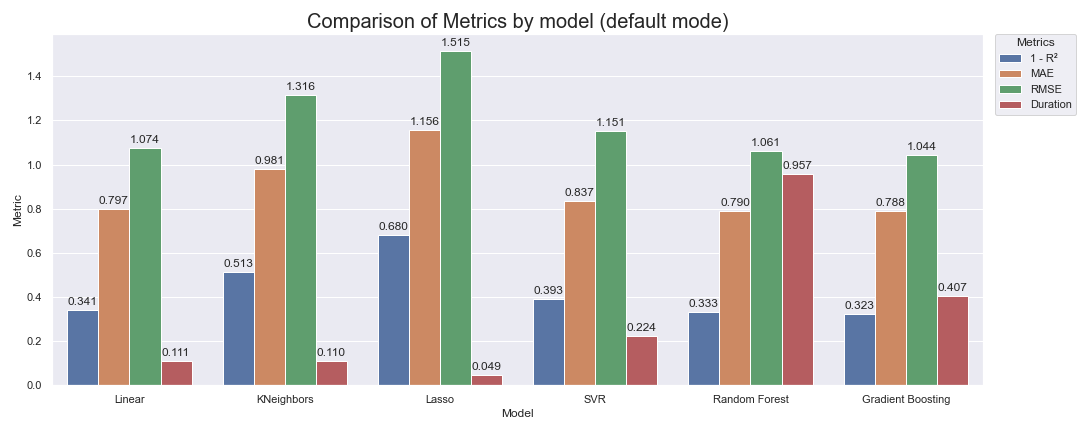 Comparison of Metrics by model (default mode)
Metrics
1 - R²
MAE
RMSE
Duration
Metric
1.4
1.2
1.0
0.8
0.6
0.4
0.2
0.0
0.341
0.797
1.074
0.111
0.513
0.981
1.316
0.110
0.680
1.156
1.515
0.049
0.393
0.837
1.151
0.224
0.333
0.790
1.061
0.957
0.323
0.788
1.044
0.407
Linear
KNeighbors
Lasso
SVR
Random Forest
Gradient Boosting
Model